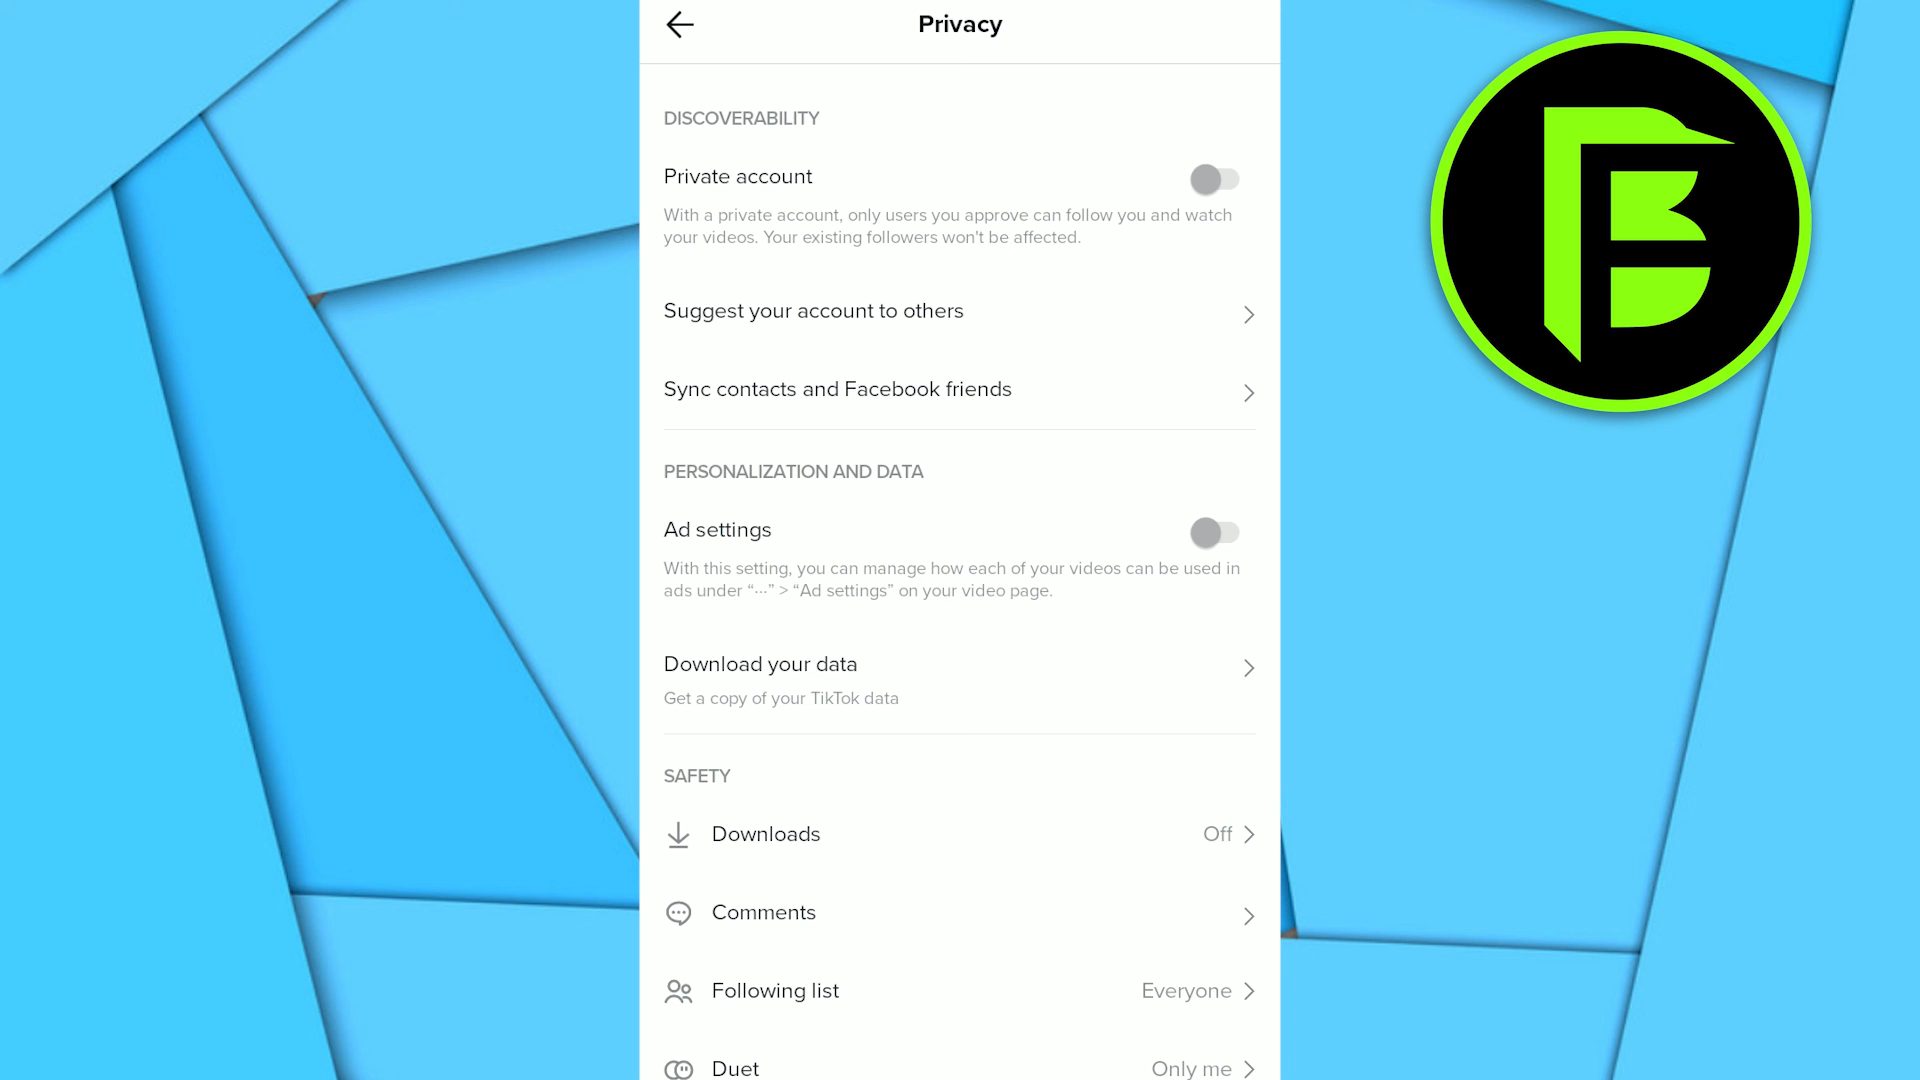 Privacy
DISCOVERABILITY
Private account
With a private account, only users you approve can follow you and watch
your videos. Your existing followers won't be affected.
Suggest your account to others
Sync contacts and Facebook friends
PERSONALIZATION AND DATA
Ad settings
With this setting, you can manage how each of your videos can be used in
ads under “···” > “Ad settings” on your video page.
Download your data
Get a copy of your TikTok data
SAFETY
Downloads Off
Comments
Following list Everyone
Duet Only me